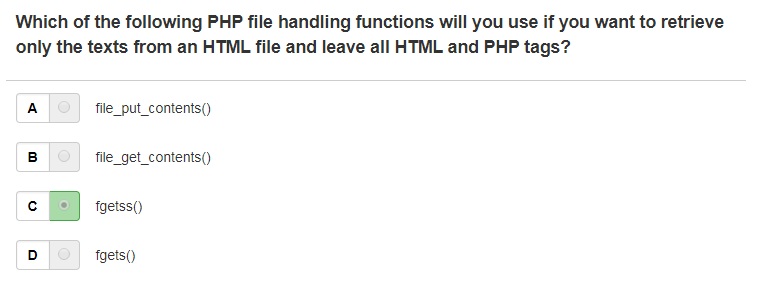 Which of the following PHP file handling functions will you use if you want to retrieve
only the texts from an HTML file and leave all HTML and PHP tags?
A file_put_contents()
B file_get_contents()
C fgetss()
D fgets()